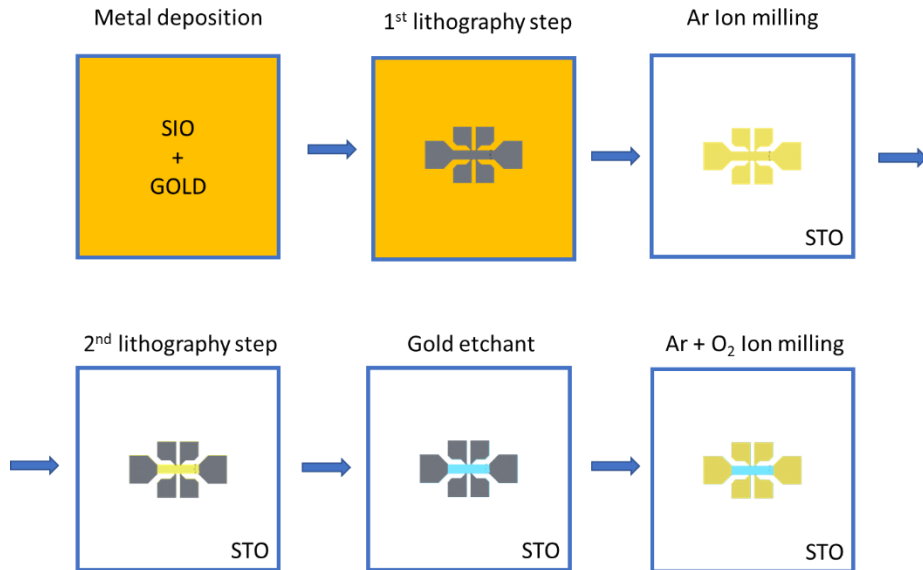 Metal deposition
1st lithography step
Ar Ion milling
SIO
+
GOLD
STO
2nd lithography step
Gold etchant
Ar + O2 Ion milling
STO
STO
STO